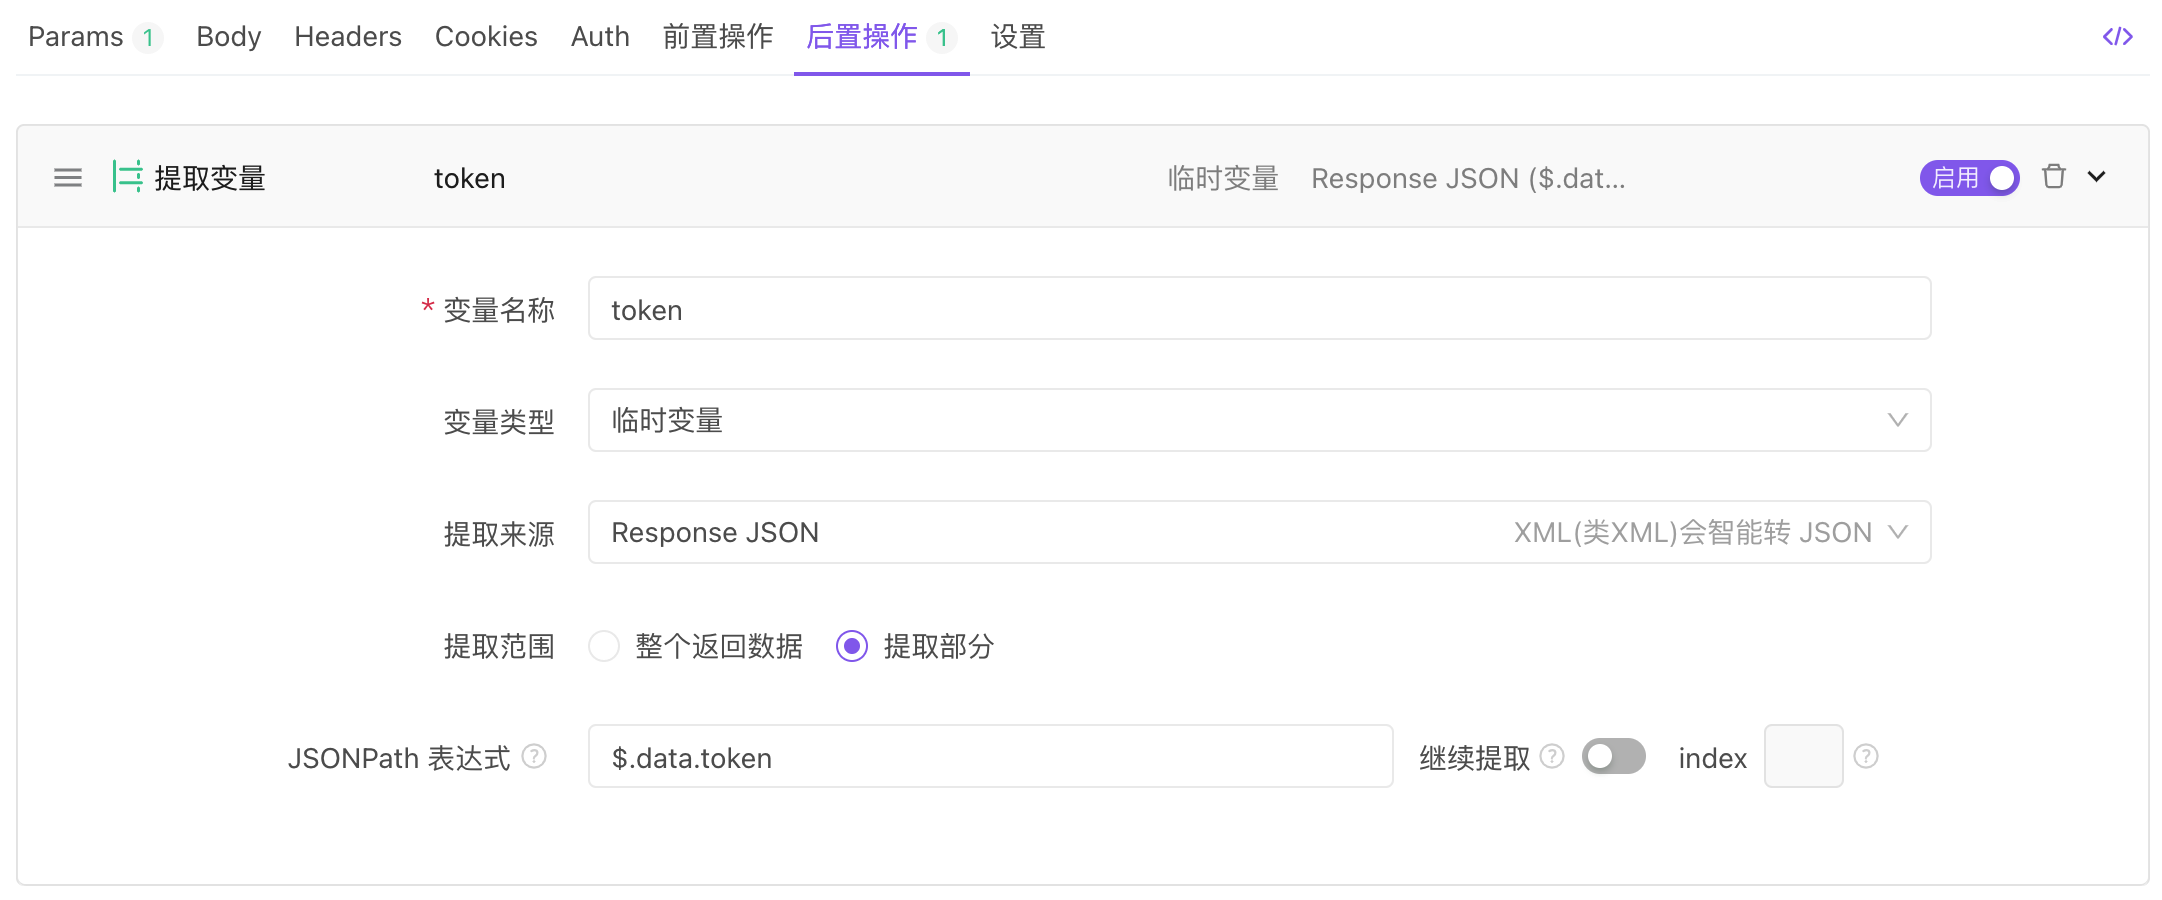 Params 1 Body Headers Cookies Auth 前置操作 后置操作 1 设置 </>
提取变量 token 临时变量 Response JSON ($.dat... 启用
* 变量名称 token
变量类型 临时变量
提取来源 Response JSON XML(类XML)会智能转 JSON
提取范围 整个返回数据 提取部分
JSONPath 表达式 ? $.data.token 继续提取 ? index ?